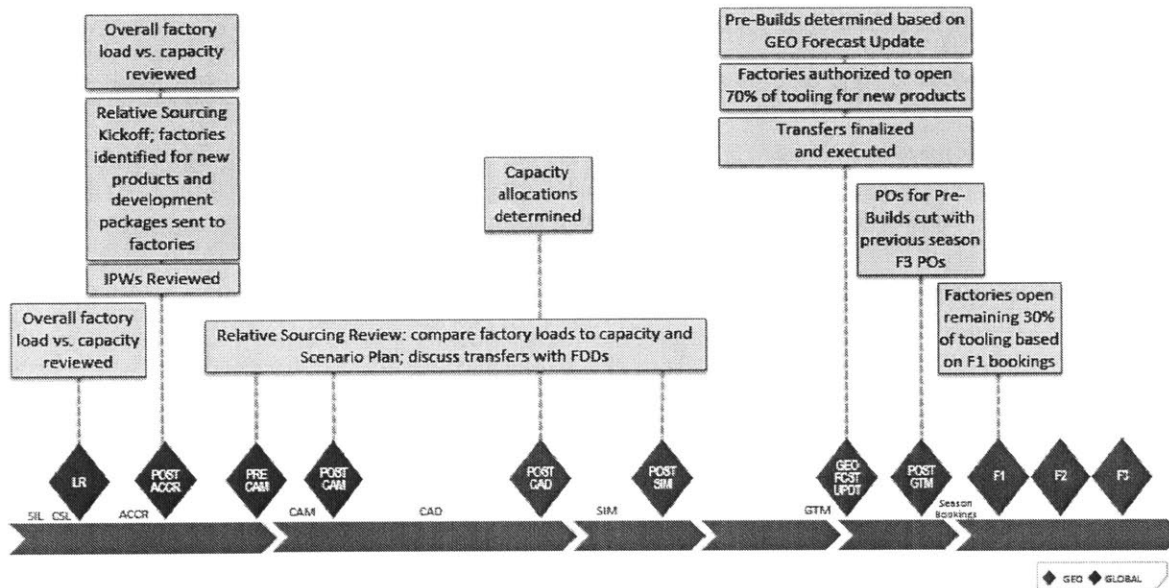 Overall factory
load vs. capacity
reviewed
Relative Sourcing
Kickoff; factories
identified for new
products and
development
packages sent to
factories
IPWs Reviewed
Overall factory
load vs. capacity
reviewed
Relative Sourcing Review: compare factory loads to capacity and
Scenario Plan; discuss transfers with FDDs
Capacity
allocations
determined
Pre-Builds determined based on
GEO Forecast Update
Factories authorized to open
70% of tooling for new products
Transfers finalized
and executed
POs for Pre-
Builds cut with
previous season
F3 POs
Factories open
remaining 30%
of tooling based
on F1 bookings
LR
POST
ACCR
PRE
CAM
POST
CAM
POST
CAD
POST
SIM
GEO
FCST
UPDT
POST
GTM
F1
F2
F3
SIL CSL
ACCR
CAM
CAD
SIM
GTM
Season
Bookings
GEO
GLOBAL